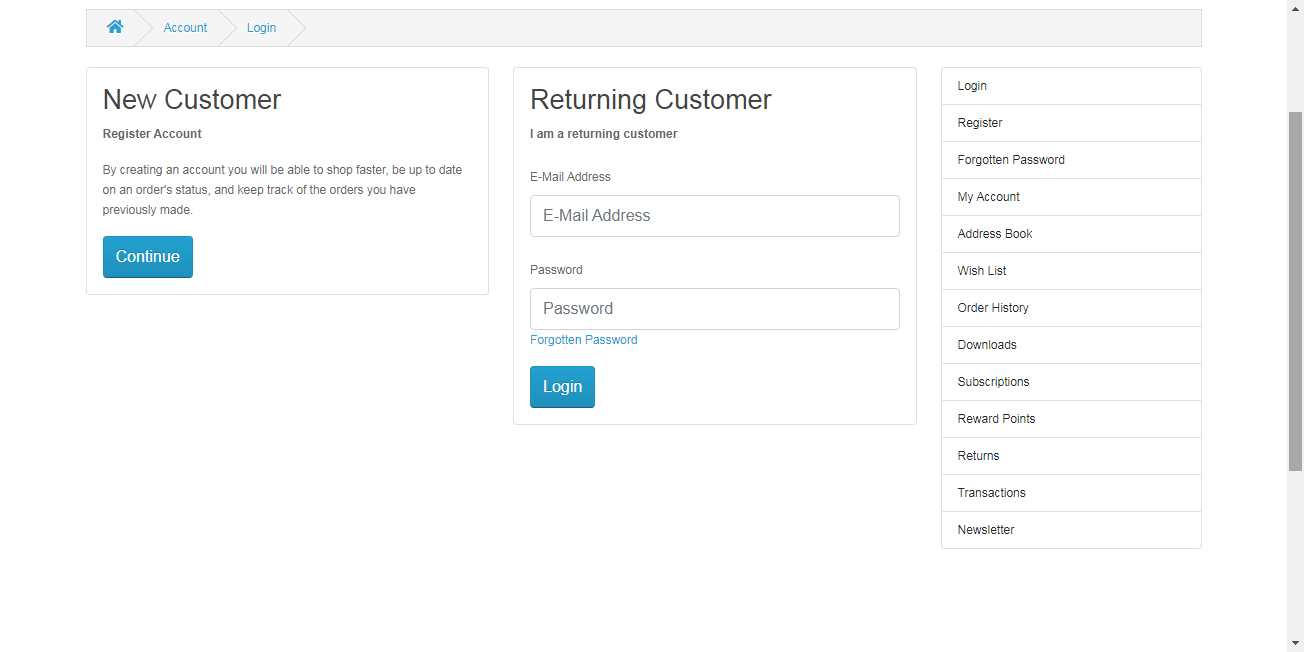 Account
Login
New Customer
Register Account
By creating an account you will be able to shop faster, be up to date
on an order's status, and keep track of the orders you have
previously made.
Continue
Returning Customer
I am a returning customer
E-Mail Address
E-Mail Address
Password
Password
Forgotten Password
Login
Login
Register
Forgotten Password
My Account
Address Book
Wish List
Order History
Downloads
Subscriptions
Reward Points
Returns
Transactions
Newsletter